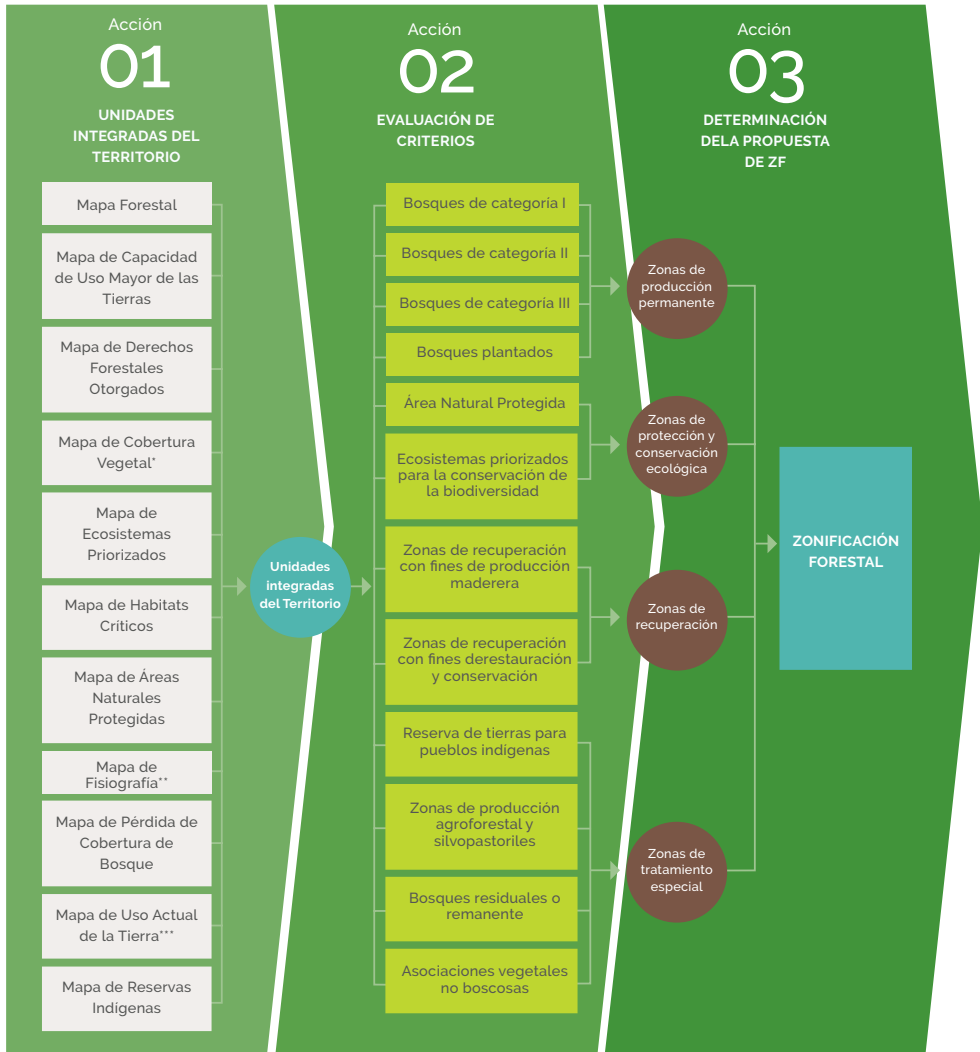 Acción
01
UNIDADES
INTEGRADAS DEL
TERRITORIO
Mapa Forestal
Mapa de Capacidad
de Uso Mayor de las
Tierras
Mapa de Derechos
Forestales
Otorgados
Mapa de Cobertura
Vegetal*
Mapa de
Ecosistemas
Priorizados
Mapa de Habitats
Críticos
Mapa de Áreas
Naturales
Protegidas
Mapa de
Fisiografía**
Mapa de Pérdida de
Cobertura de
Bosque
Mapa de Uso Actual
de la Tierra***
Mapa de Reservas
Indígenas
Unidades
integradas
del Territorio
Acción
02
EVALUACIÓN DE
CRITERIOS
Bosques de categoría I
Bosques de categoría II
Bosques de categoría III
Bosques plantados
Área Natural Protegida
Ecosistemas priorizados
para la conservación de
la biodiversidad
Zonas de recuperación
con fines de producción
maderera
Zonas de recuperación
con fines derestauración
y conservación
Reserva de tierras para
pueblos indígenas
Zonas de producción
agroforestal y
silvopastoriles
Bosques residuales o
remanente
Asociaciones vegetales
no boscosas
Acción
03
DETERMINACIÓN
DELA PROPUESTA
DE ZF
Zonas de
producción
permanente
Zonas de
protección y
conservación
ecológica
Zonas de
recuperación
Zonas de
tratamiento
especial
ZONIFICACIÓN
FORESTAL